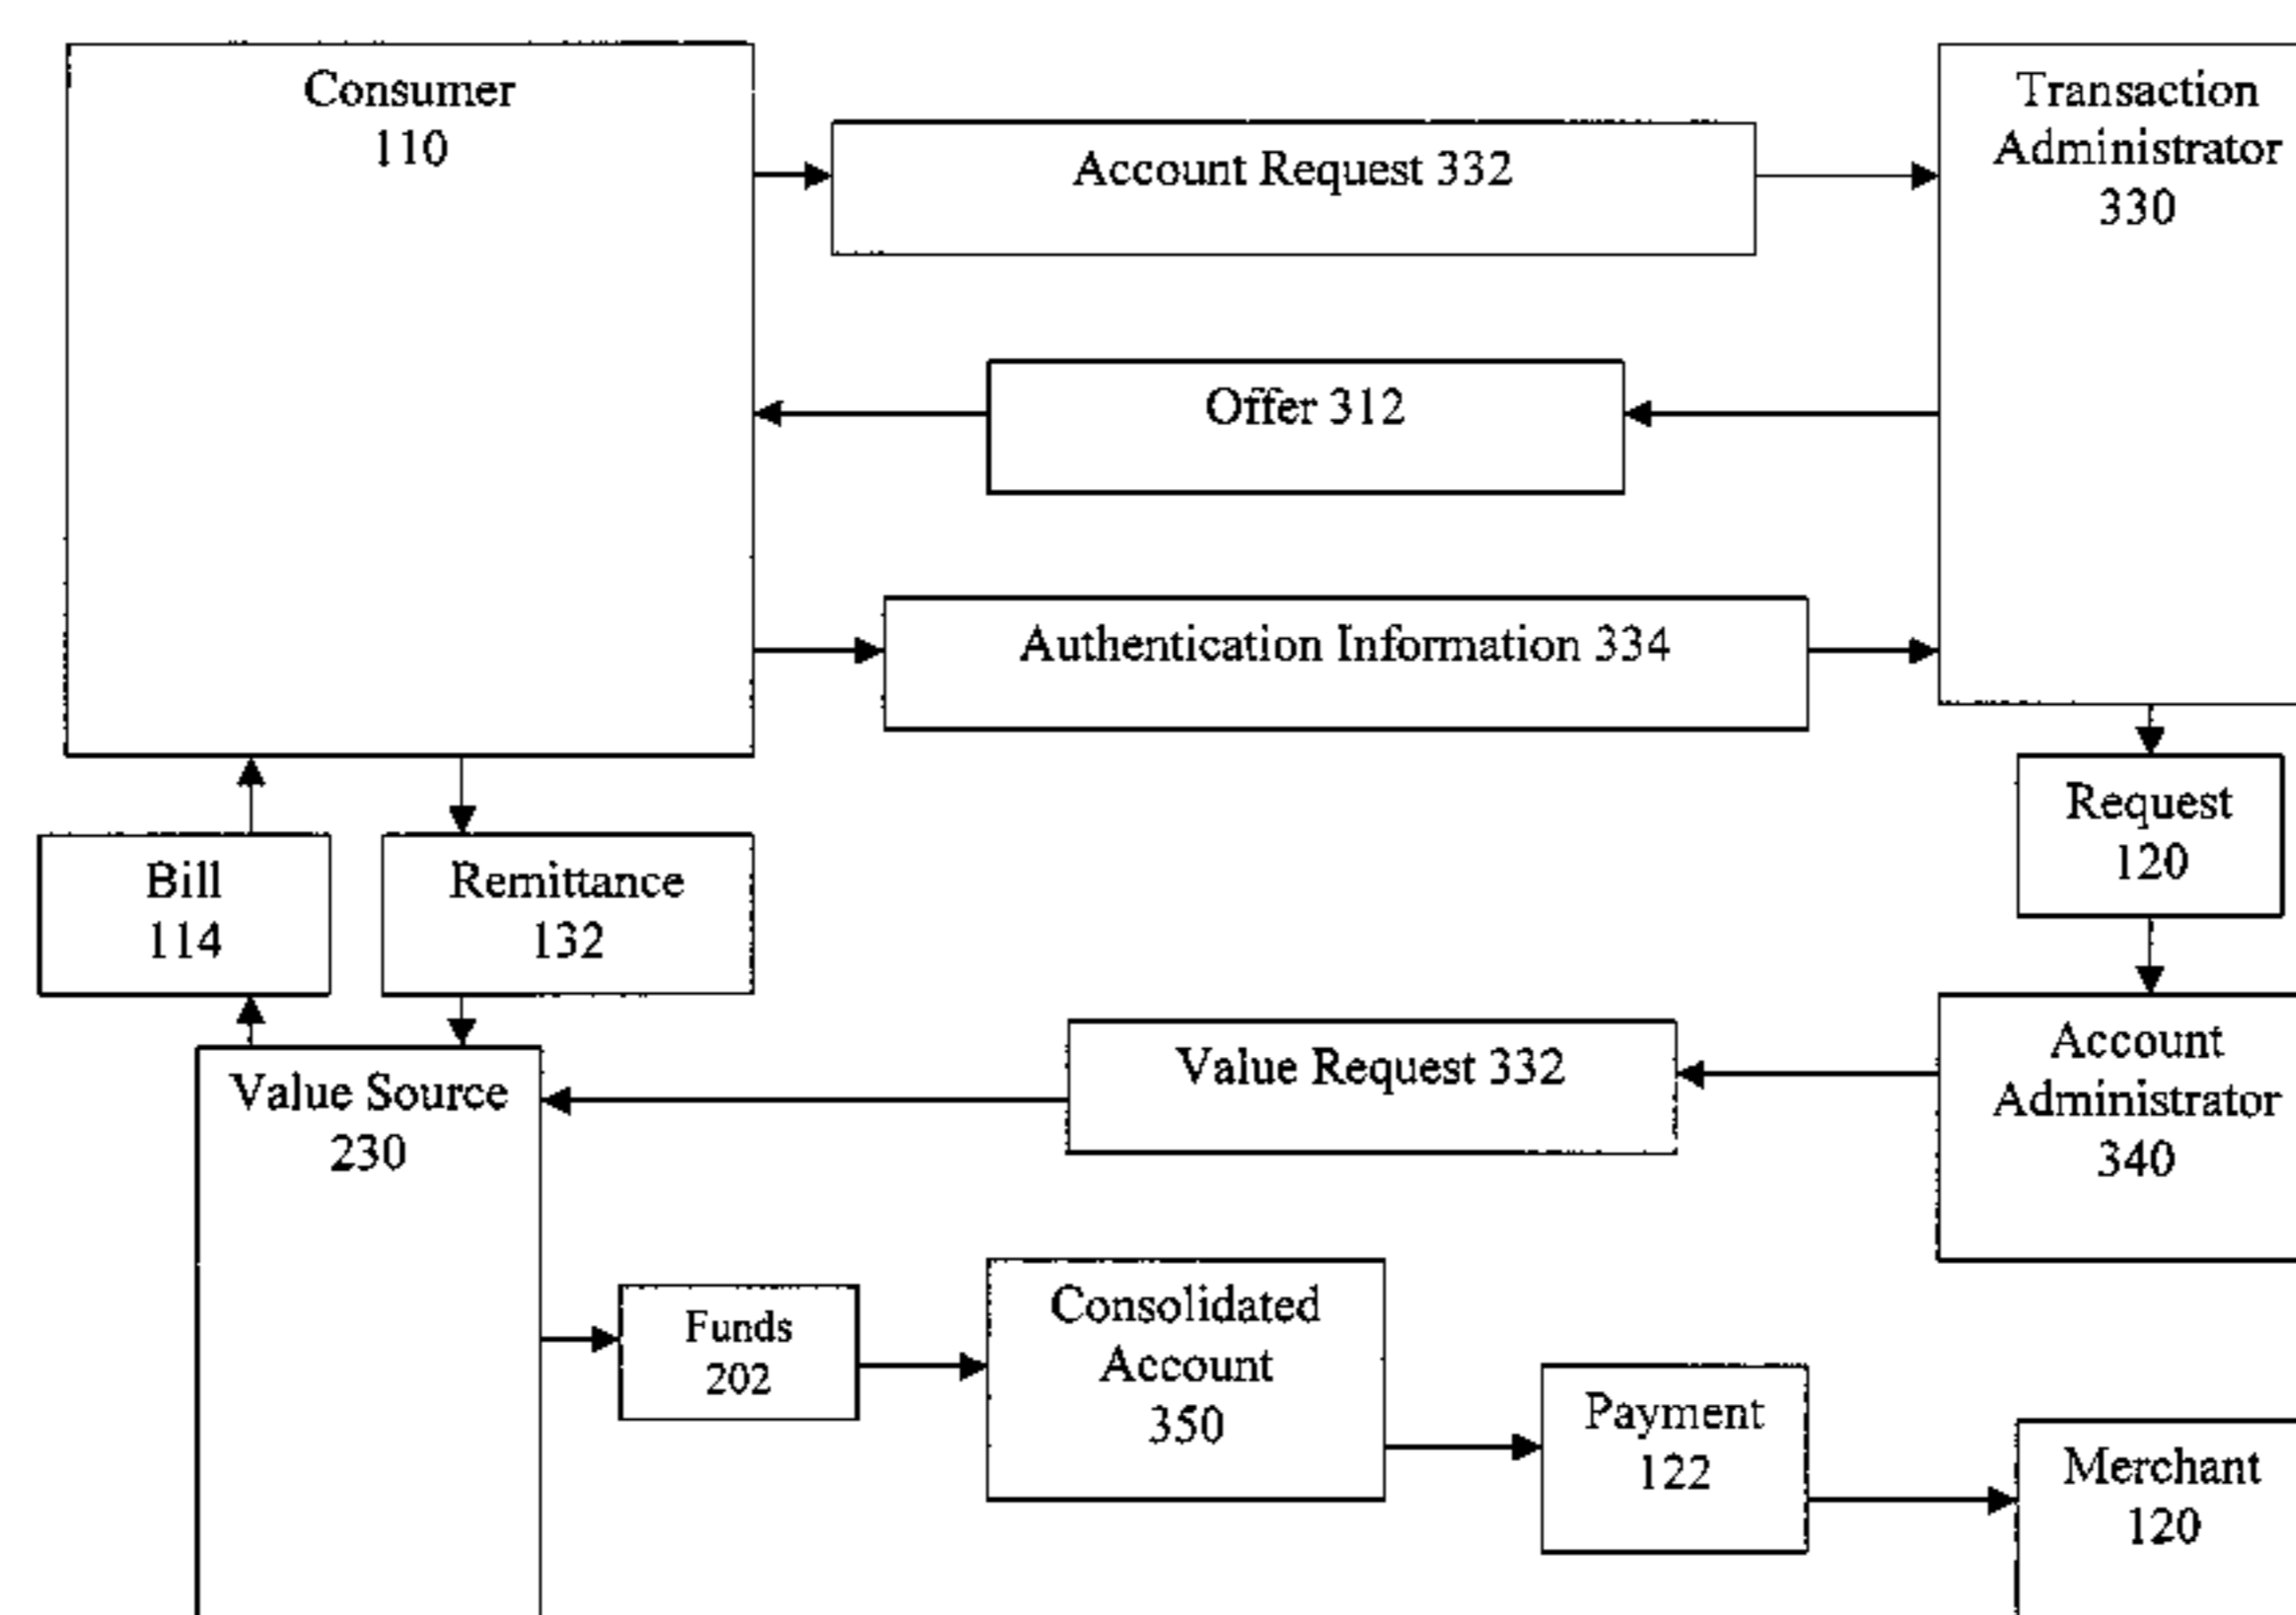 Consumer
110
Account Request 332
Transaction
Administrator
330
Offer 312
Authentication Information 334
Request
120
Bill
114
Remittance
132
Value Request 332
Account
Administrator
340
Value Source
230
Funds
202
Consolidated
Account
350
Payment
122
Merchant
120